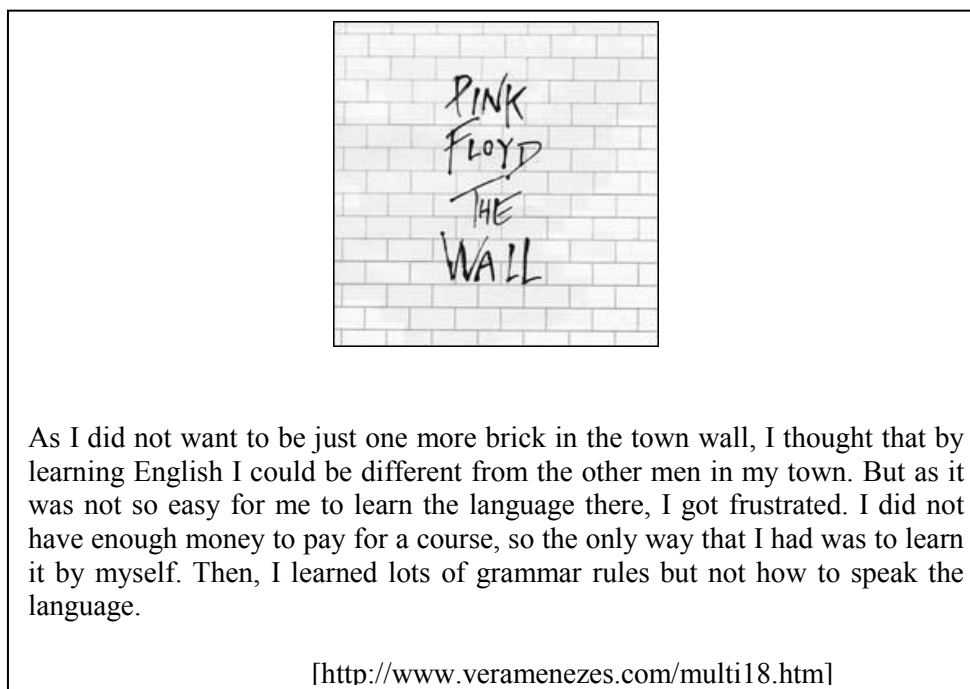 PINK
FLOYD
THE
WALL
As I did not want to be just one more brick in the town wall, I thought that by
learning English I could be different from the other men in my town. But as it
was not so easy for me to learn the language there, I got frustrated. I did not
have enough money to pay for a course, so the only way that I had was to learn
it by myself. Then, I learned lots of grammar rules but not how to speak the
language.
[http://www.veramenezes.com/multi18.htm]